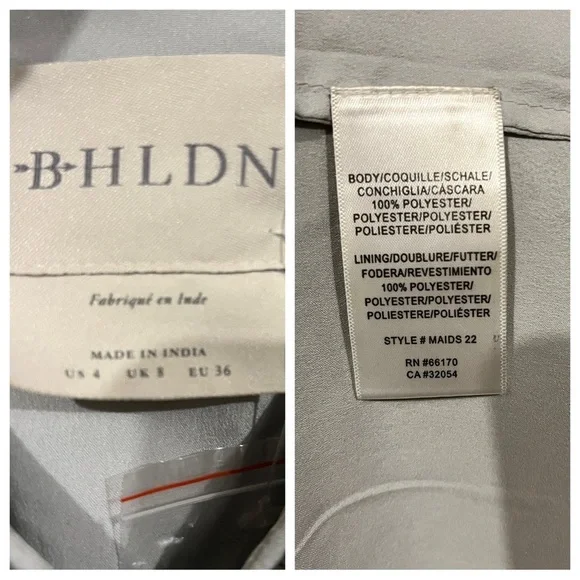 B HLDN
Fabriqué en Inde
MADE IN INDIA
US 4 UK 8 EU 36
BODY/COQUILLE/SCHALE/
CONCHIGLIA/CÁSCARA
100% POLYESTER/
POLYESTER/POLYESTER/
POLIESTERE/POLIÉSTER
LINING/DOUBLURE/FUTTER/
FODERA/REVESTIMIENTO
100% POLYESTER/
POLYESTER/POLYESTER/
POLIESTERE/POLIÉSTER
STYLE # MAIDS 22
RN #66170
CA #32054